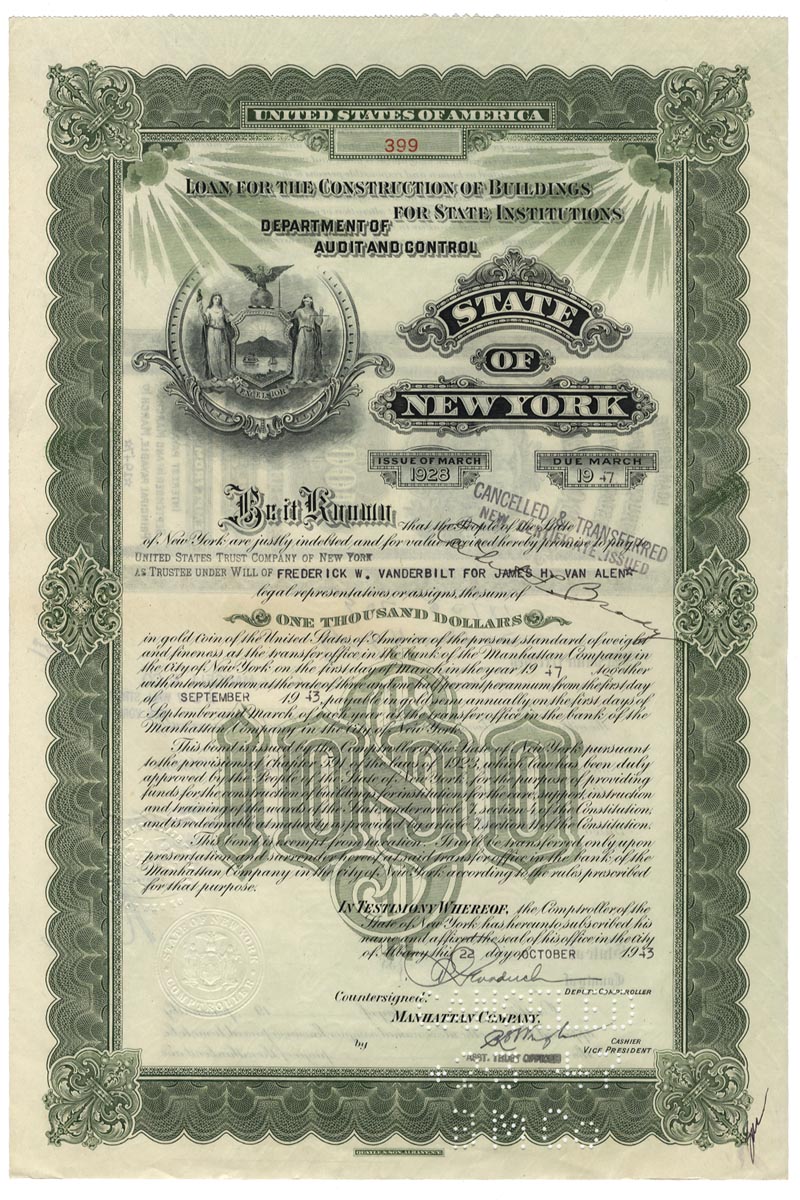 UNITED STATES OF AMERICA
399
LOAN FOR THE CONSTRUCTION OF BUILDINGS
FOR STATE INSTITUTIONS
DEPARTMENT OF
AUDIT AND CONTROL
EXCELSIOR
STATE
OF
NEW YORK
ISSUE OF MARCH
1928
DUE MARCH
1947
CANCELLED & TRANSFERRED
NEW CERTIFICATE ISSUED
Be it Known, that the People of the State
of New York are justly indebted and for value received hereby promise to pay
UNITED STATES TRUST COMPANY OF NEW YORK
AS TRUSTEE UNDER WILL OF FREDERICK W. VANDERBILT FOR JAMES H. VAN ALEN
legal representatives or assigns, the sum of
ONE THOUSAND DOLLARS
in gold Coin of the United States of America of the present standard of weight
and fineness at the transfer office in the Bank of the Manhattan Company in
the City of New York on the first day of March in the year 1947 together
with interest thereon at the rate of three and one half per cent per annum from the first day
of SEPTEMBER 1943, payable in gold semi annually on the first days of
September and March of each year at the transfer office in the bank of the
Manhattan Company in the City of New York.
This bond is issued by the Comptroller of the State of New York pursuant
to the provisions of chapter 591 of the laws of 1923, which law has been duly
approved by the People of the State of New York for the purpose of providing
funds for the construction of buildings for institutions for the care, support, instruction
and training of the wards of the State under article 7, section 4 of the Constitution,
and is redeemable at maturity as provided by article 7, section of the Constitution.
This bond is exempt from taxation. It will be transferred only upon
presentation and surrender hereof at said transfer office in the bank of the
Manhattan Company in the City of New York according to the rules prescribed
for that purpose.
$1000
IN TESTIMONY WHEREOF, the Comptroller of the
State of New York has hereunto subscribed his
name and affixed the seal of his office in the City
of Albany this 22 day of OCTOBER 1943
DEPUTY COMPTROLLER
Countersigned:
MANHATTAN COMPANY,
by
CASHIER
VICE PRESIDENT
ASST. TRUST OFFICER
QUAYLE & SON, ALBANY, N.Y.